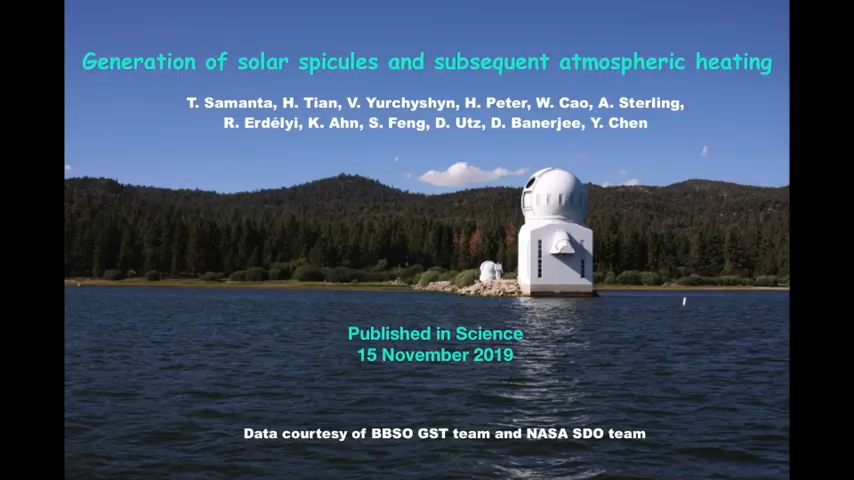 Generation of solar spicules and subsequent atmospheric heating
T. Samanta, H. Tian, V. Yurchyshyn, H. Peter, W. Cao, A. Sterling,
R. Erdélyi, K. Ahn, S. Feng, D. Utz, D. Banerjee, Y. Chen
Published in Science
15 November 2019
Data courtesy of BBSO GST team and NASA SDO team